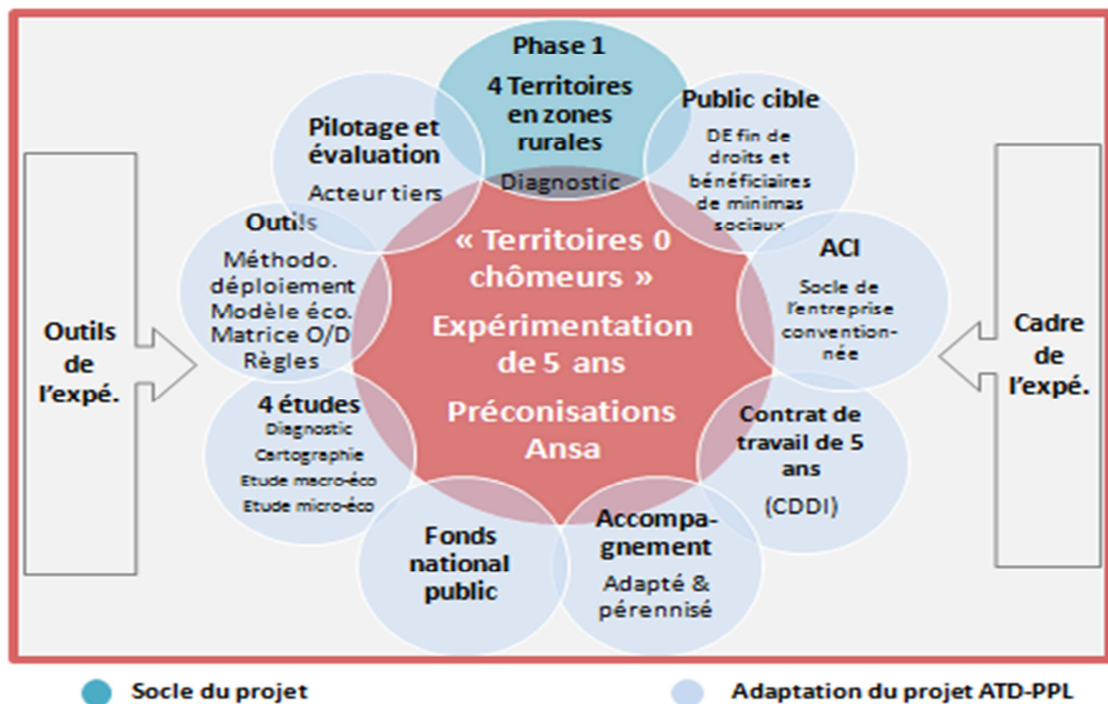 Phase 1
4 Territoires
en zones
rurales
Diagnostic
Public cible
DE fin de
droits et
bénéficiaires
de minimas
sociaux
ACI
Socle de
l'entreprise
convention-
née
Contrat de
travail de 5
ans
(CDDI)
Accompa-
gnement
Adapté &
pérennisé
Fonds
national
public
4 études
Diagnostic
Cartographie
Etude macro-éco
Etude micro-éco
Outils
Méthodo.
déploiement
Modèle éco.
Matrice O/D
Règles
Pilotage et
évaluation
Acteur tiers
« Territoires 0
chômeurs »
Expérimentation
de 5 ans
Préconisations
Ansa
Outils
de
l'expé.
Cadre
de
l'expé.
Socle du projet
Adaptation du projet ATD-PPL